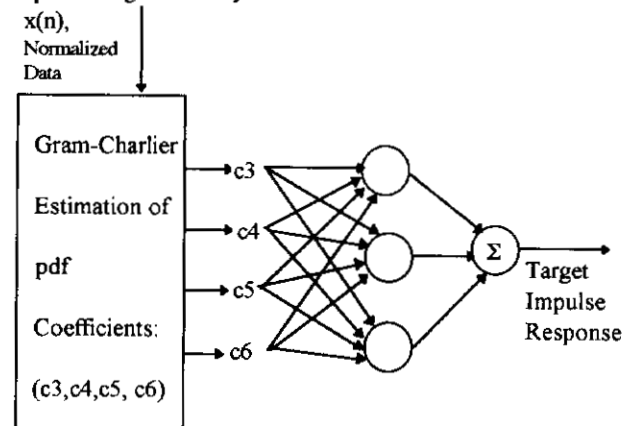 x(n),
Normalized
Data
Gram-Charlier
Estimation of
pdf
Coefficients:
(c3,c4,c5, c6)
c3
c4
c5
c6
Σ
Target
Impulse
Response